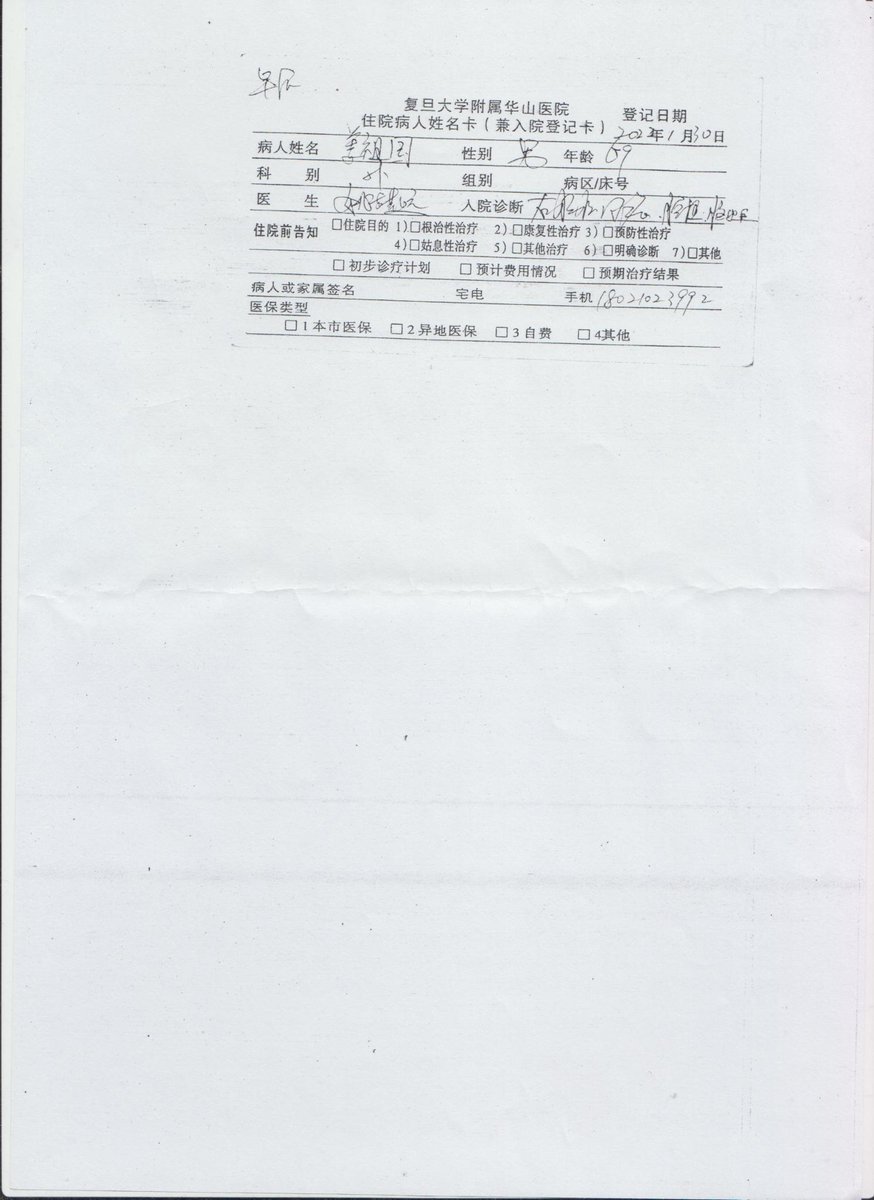 复旦大学附属华山医院
住院病人姓名卡（兼入院登记卡）
登记日期
2022年1月30日
病人姓名 姜祖国 性别 男 年龄 69
科 别 外 组别 病区/床号
医 生 入院诊断
住院前告知 □住院目的 1）□根治性治疗 2）□康复性治疗 3）□预防性治疗
4）□姑息性治疗 5）□其他治疗 6）□明确诊断 7）□其他
□ 初步诊疗计划 □ 预计费用情况 □ 预期治疗结果
病人或家属签名 宅电 手机 18021023992
医保类型
□ 1 本市医保 □ 2 异地医保 □ 3 自费 □ 4其他